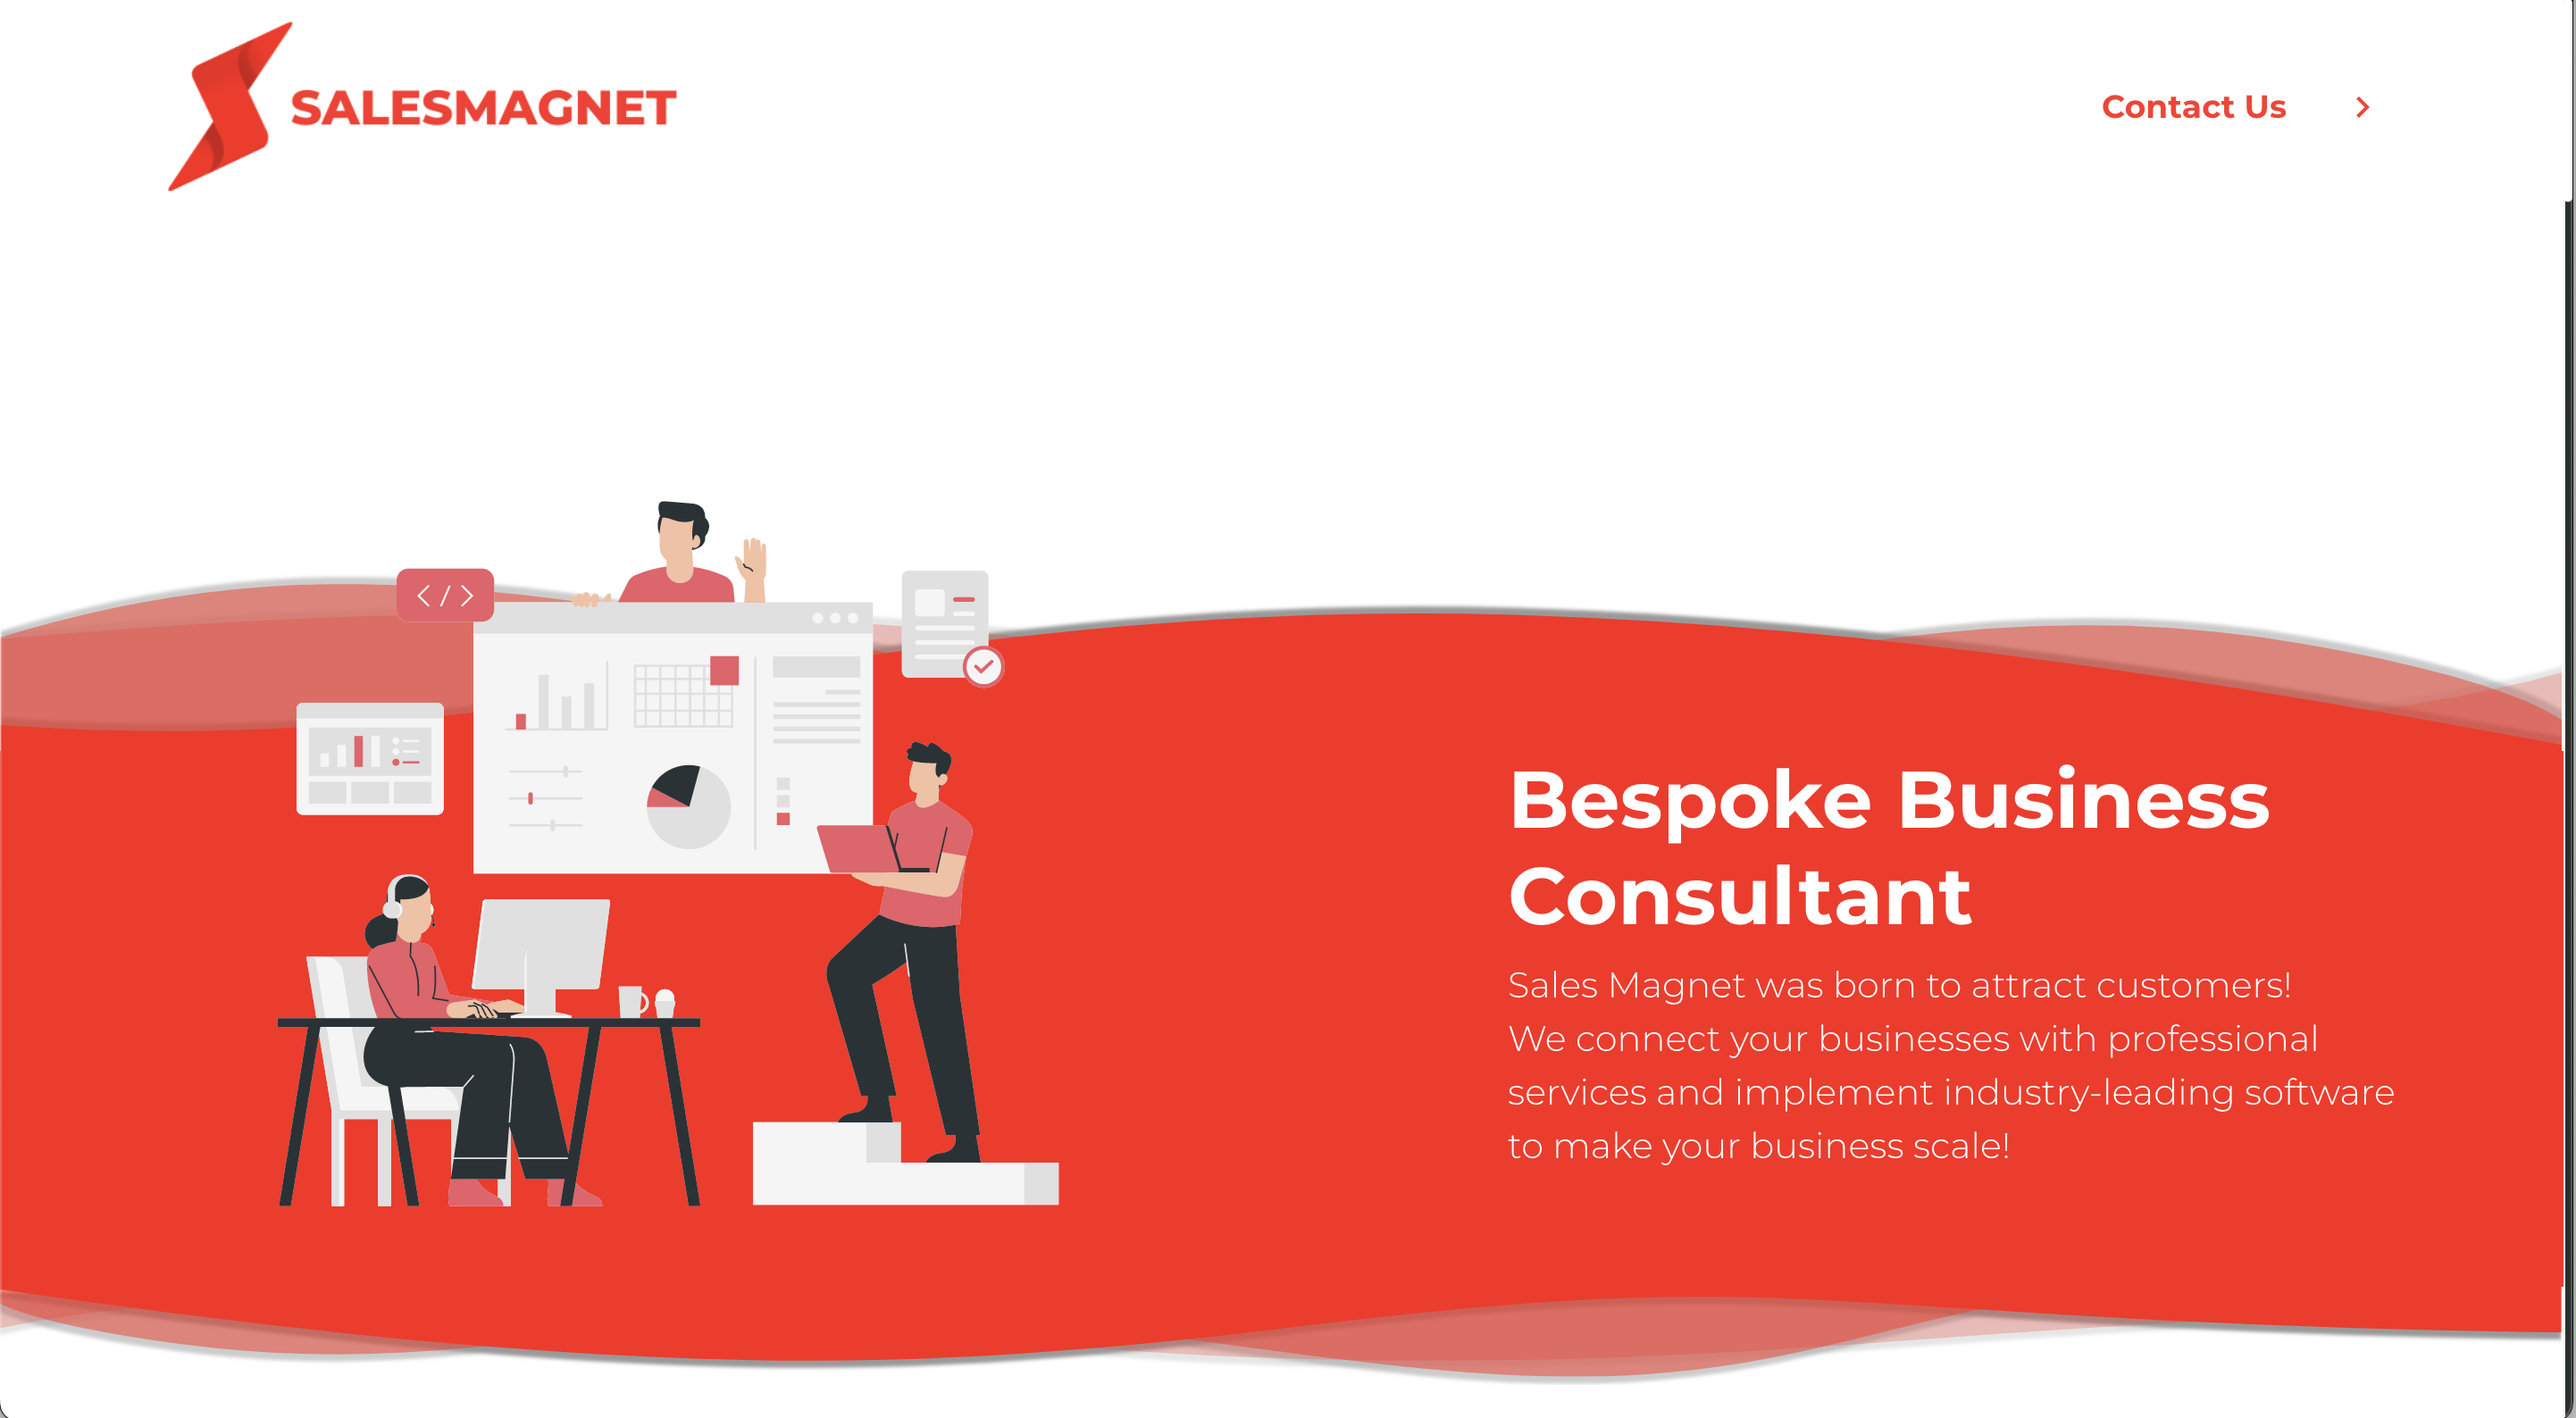 SALESMAGNET
Contact Us
</>
Bespoke Business
Consultant
Sales Magnet was born to attract customers!
We connect your businesses with professional
services and implement industry-leading software
to make your business scale!